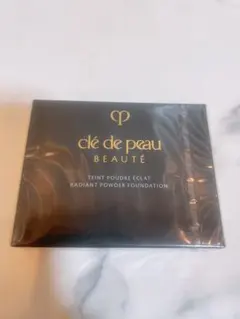 clé de peau
BEAUTÉ
TEINT POUDRE ÉCLAT
RADIANT POWDER FOUNDATION